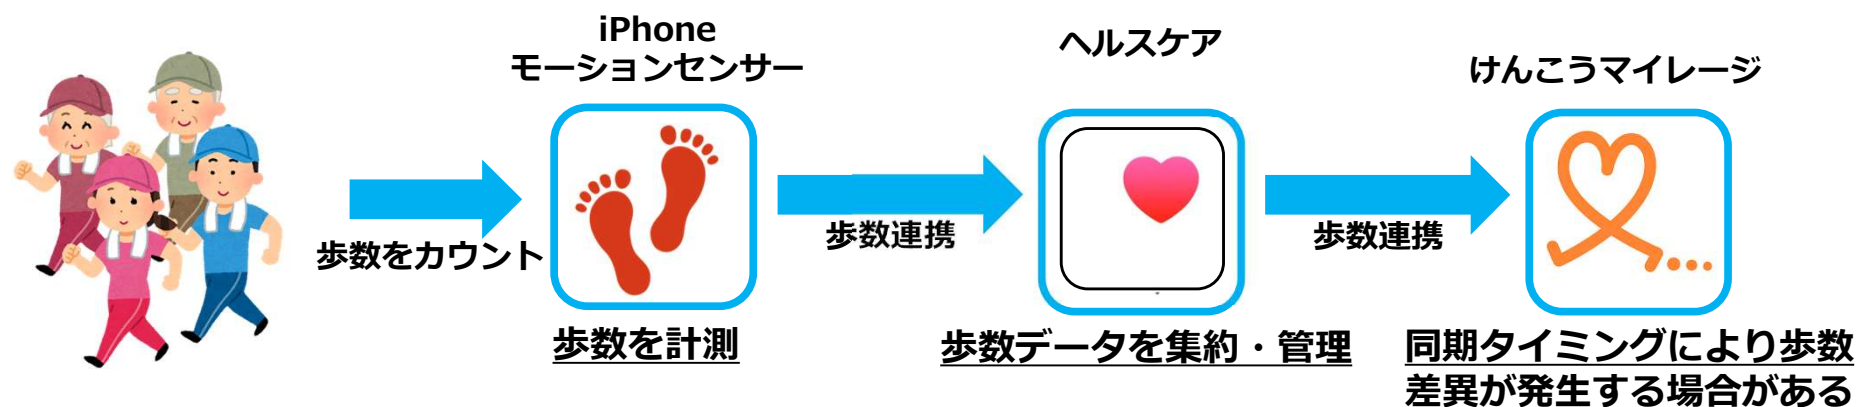 iPhone
モーションセンサー
ヘルスケア
けんこうマイレージ
歩数をカウント
歩数連携
歩数連携
歩数を計測
歩数データを集約・管理
同期タイミングにより歩数
差異が発生する場合がある